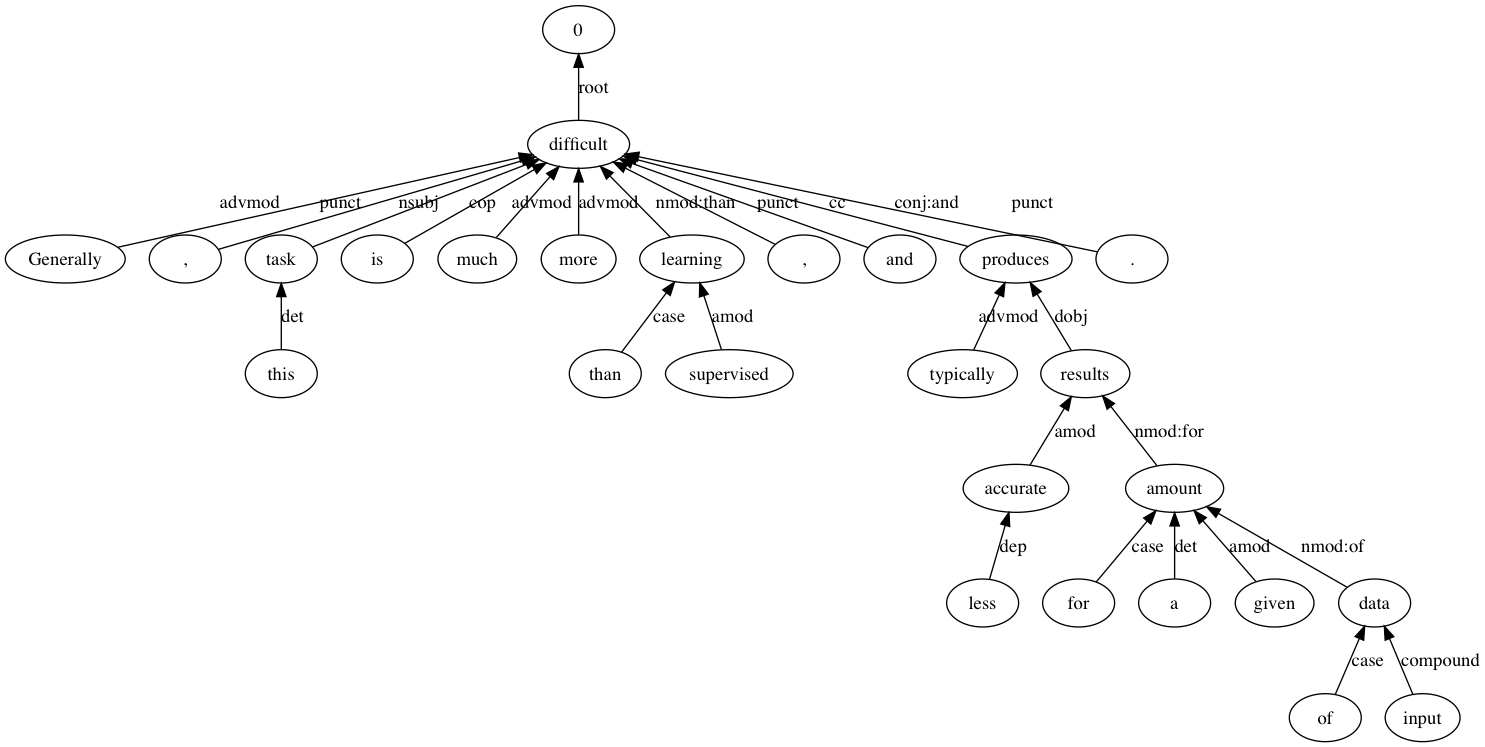 0
root
difficult
advmod punct nsubj cop advmod advmod nmod:than punct cc conj:and punct
Generally , task is much more learning , and produces .
det case amod advmod dobj
this than supervised typically results
amod nmod:for
accurate amount
dep case det amod nmod:of
less for a given data
case compound
of input